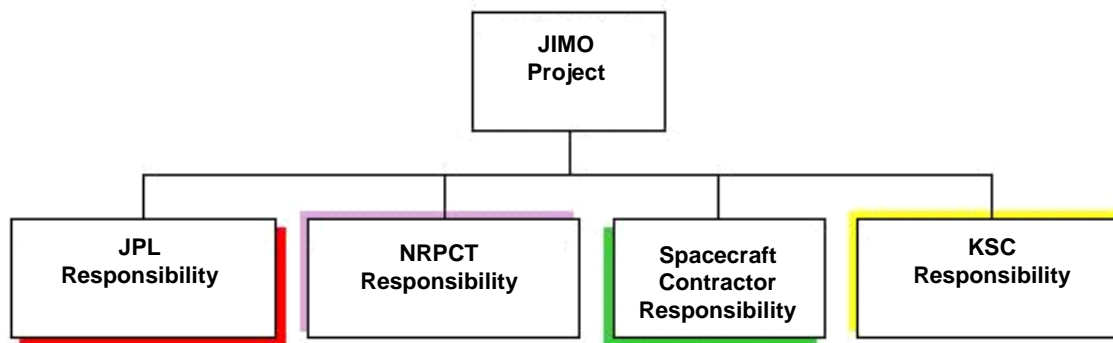 JIMO
Project
JPL
Responsibility
NRPCT
Responsibility
Spacecraft
Contractor
Responsibility
KSC
Responsibility